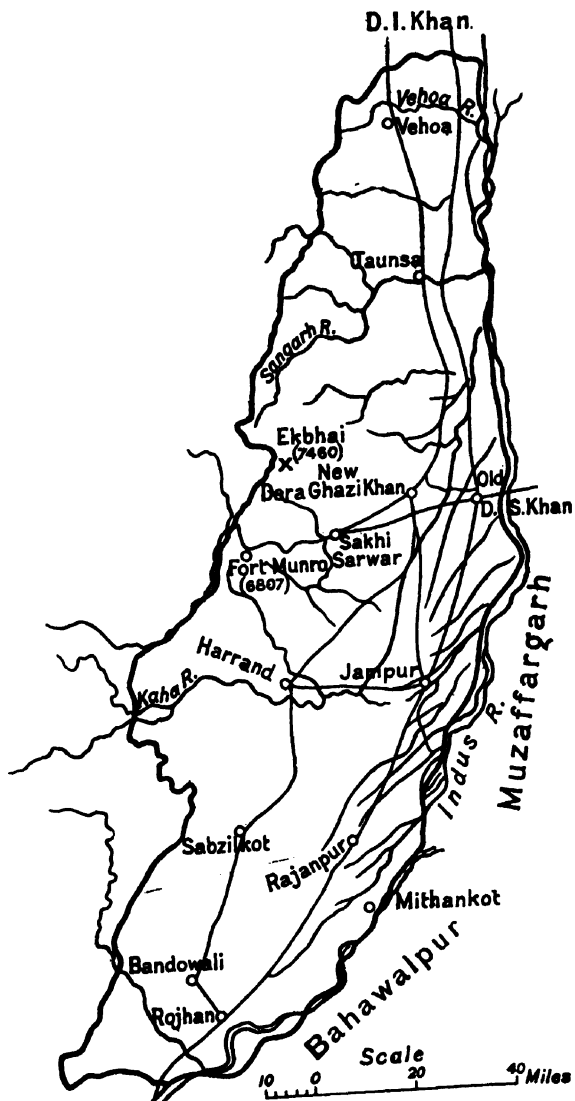 D.I.Khan.
Vehoa R.
Vehoa
Taunsa
Sangarh R.
Ekbhai
(7460)
New
Dera Ghazi Khan
Old
D.G.S.Khan
Sakhi
Sarwar
Fort Munro
(6807)
Harrand
Jampur
Kaha R.
Indus R.
Muzaffargarh
Sabzilkot
Rajanpur
Mithankot
Bandowali
Rojhan
Bahawalpur
Scale
10 0 20 40 Miles